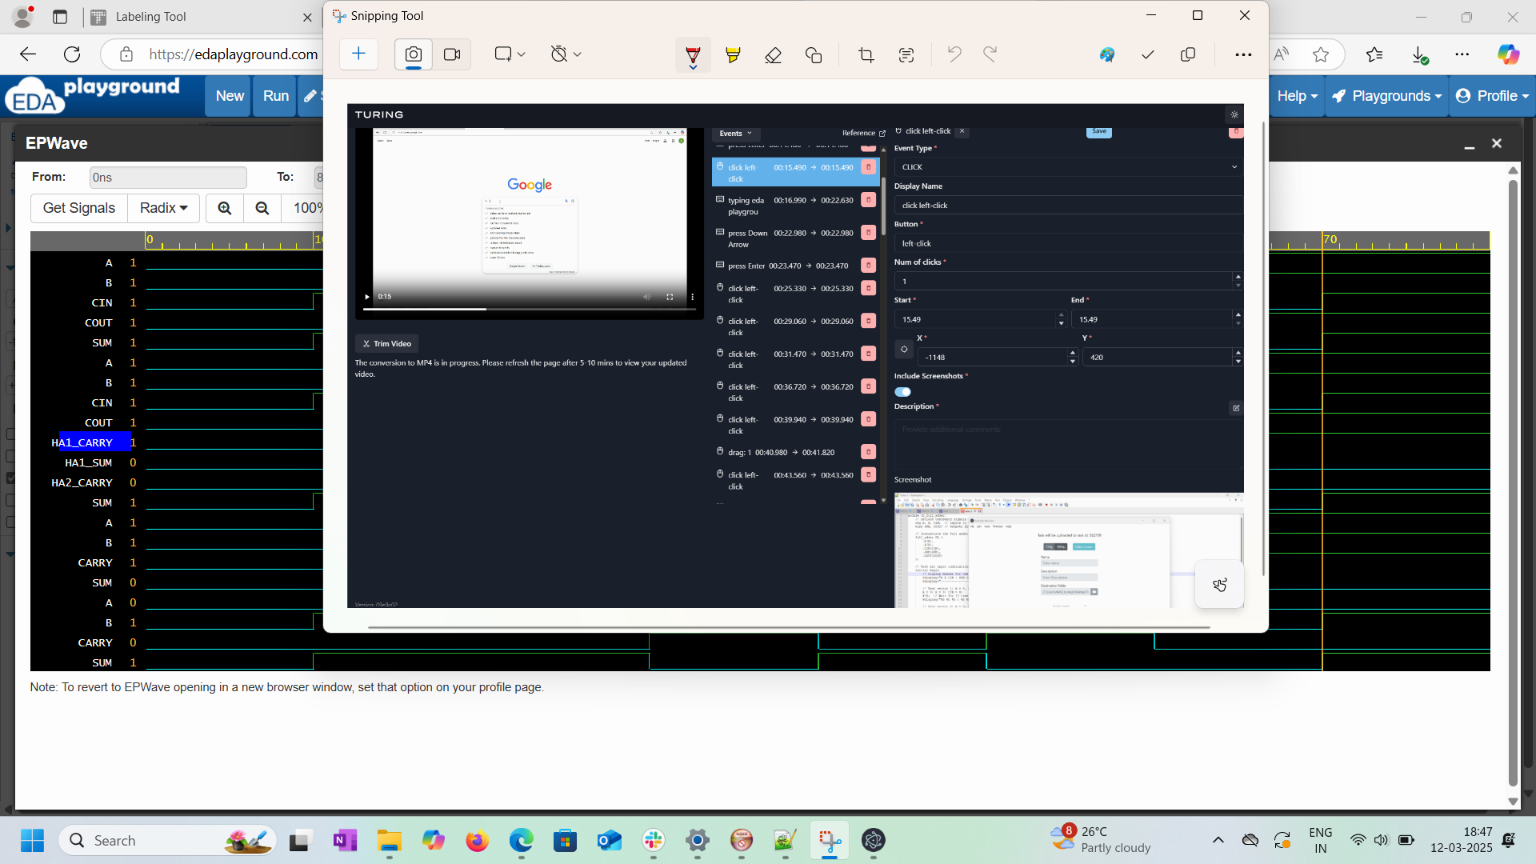 Labeling Tool
Snipping Tool
https://edaplayground.com
EDA playground
New
Run
Help
Playgrounds
Profile
EPWave
From:
0ns
To:
8
Get Signals
Radix
100%
0
10
70
A 1
B 1
CIN 1
COUT 1
SUM 1
A 1
B 1
CIN 1
COUT 1
HA1_CARRY 1
HA1_SUM 0
HA2_CARRY 0
SUM 1
A 1
B 1
CARRY 1
SUM 0
A 0
B 1
CARRY 0
SUM 1
Note: To revert to EPWave opening in a new browser window, set that option on your profile page.
TURING
Google
0:15
Trim Video
The conversion to MP4 is in progress. Please refresh the page after 5-10 mins to view your updated
video.
Events
Reference
click left-click 00:15.490 → 00:15.490
typing eda playgrou 00:16.990 → 00:22.630
press Down Arrow 00:22.980 → 00:22.980
press Enter 00:23.470 → 00:23.470
click left-click 00:25.330 → 00:25.330
click left-click 00:29.060 → 00:29.060
click left-click 00:31.470 → 00:31.470
click left-click 00:36.720 → 00:36.720
click left-click 00:39.940 → 00:39.940
drag: 1 00:40.980 → 00:41.820
click left-click 00:43.560 → 00:43.560
click left-click
Save
Event Type *
CLICK
Display Name
click left-click
Button *
left-click
Num of clicks *
1
Start *
End *
15.49
15.49
X *
Y *
-1148
420
Include Screenshots *
Description *
Provide additional comments
Screenshot
Search
8
26°C
Partly cloudy
ENG
IN
18:47
12-03-2025